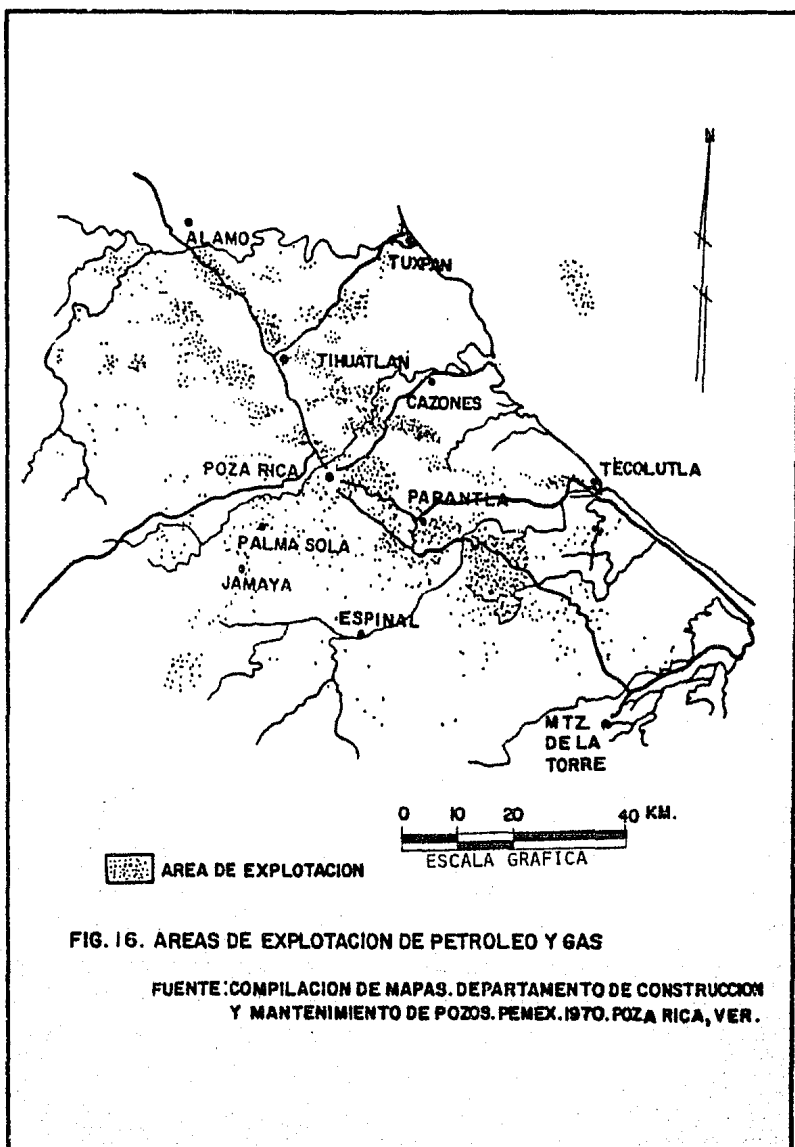 N
ALAMOS
TUXPAN
TIHUATLAN
CAZONES
POZA RICA
TECOLUTLA
PAPANTLA
PALMA SOLA
JAMAYA
ESPINAL
MTZ.
DE LA
TORRE
0 10 20 40 KM.
ESCALA GRAFICA
AREA DE EXPLOTACION
FIG. 16. AREAS DE EXPLOTACION DE PETROLEO Y GAS
FUENTE: COMPILACION DE MAPAS. DEPARTAMENTO DE CONSTRUCCION
Y MANTENIMIENTO DE POZOS. PEMEX. 1970. POZA RICA, VER.